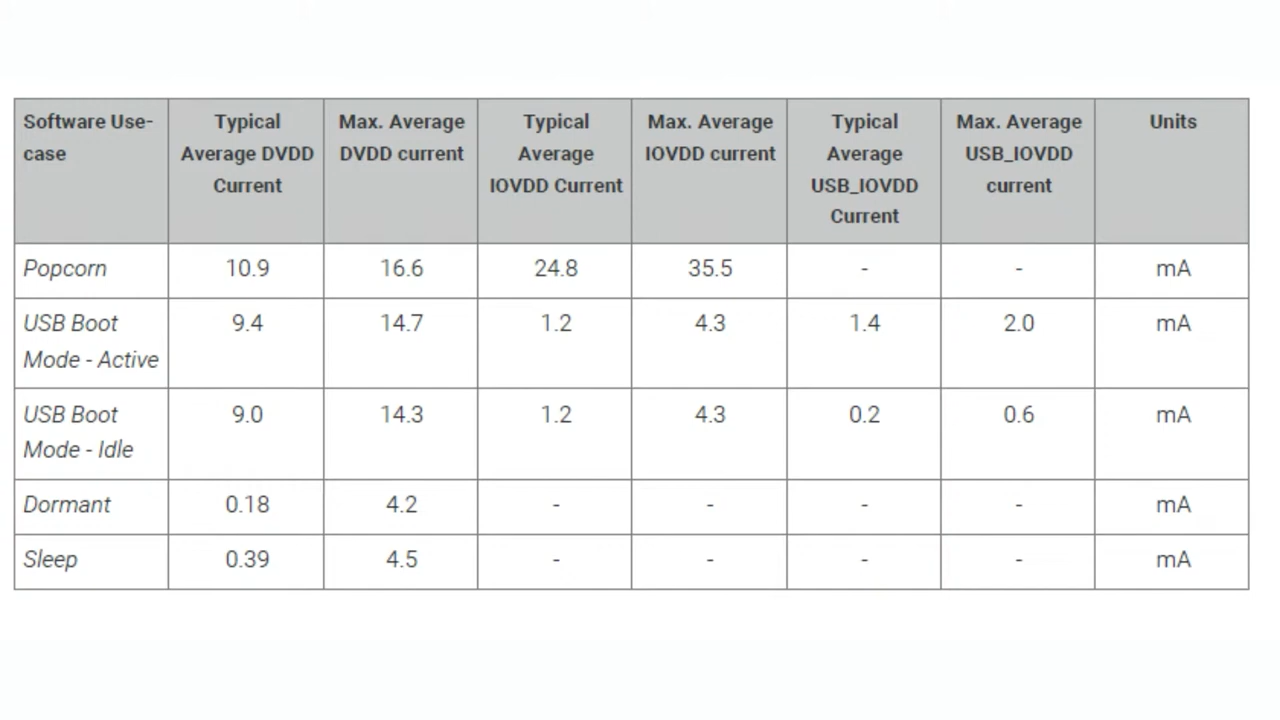 Software Use-case | Typical Average DVDD Current | Max. Average DVDD current | Typical Average IOVDD Current | Max. Average IOVDD current | Typical Average USB_IOVDD Current | Max. Average USB_IOVDD current | Units
Popcorn | 10.9 | 16.6 | 24.8 | 35.5 | - | - | mA
USB Boot Mode - Active | 9.4 | 14.7 | 1.2 | 4.3 | 1.4 | 2.0 | mA
USB Boot Mode - Idle | 9.0 | 14.3 | 1.2 | 4.3 | 0.2 | 0.6 | mA
Dormant | 0.18 | 4.2 | - | - | - | - | mA
Sleep | 0.39 | 4.5 | - | - | - | - | mA